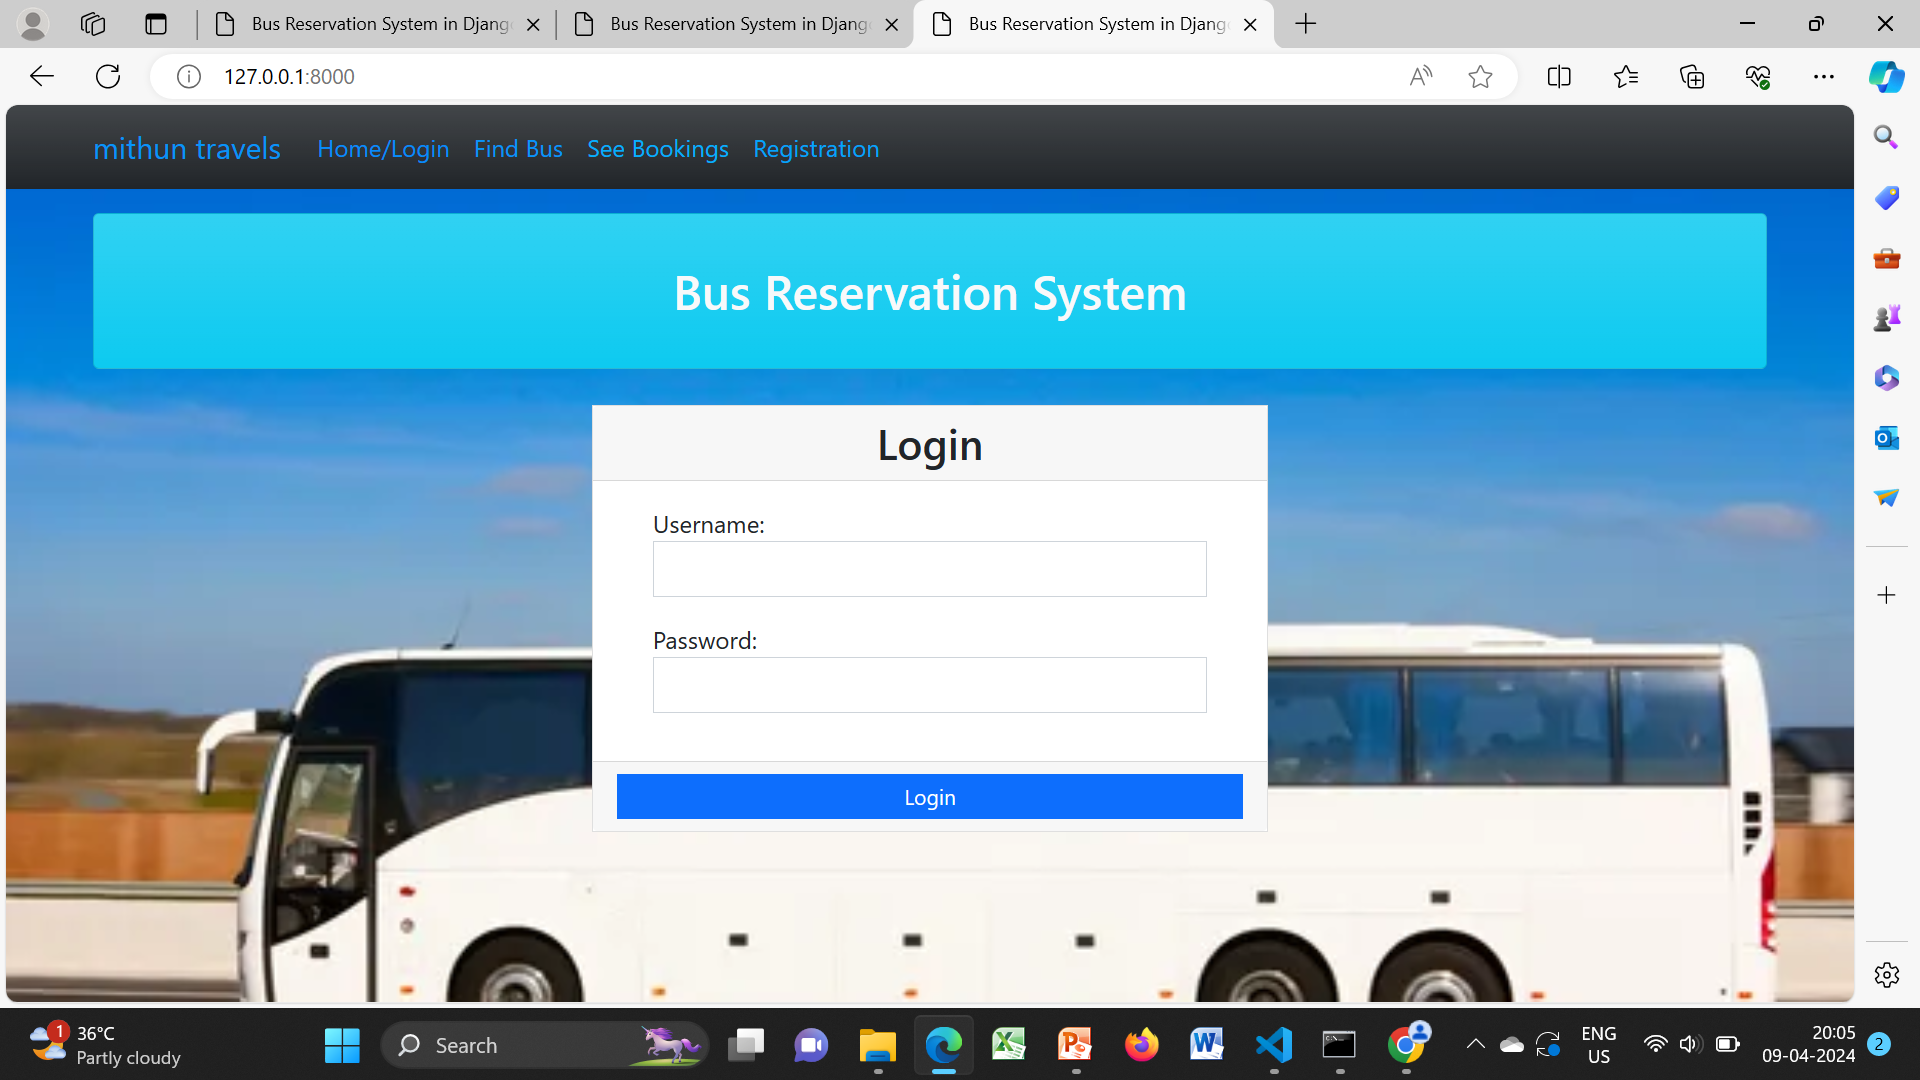 Bus Reservation System in Djang
Bus Reservation System in Djang
Bus Reservation System in Djang
127.0.0.1:8000
mithun travels Home/Login Find Bus See Bookings Registration
Bus Reservation System
Login
Username:
Password:
Login
1 36°C
Partly cloudy
Search
ENG
US
20:05
09-04-2024
2